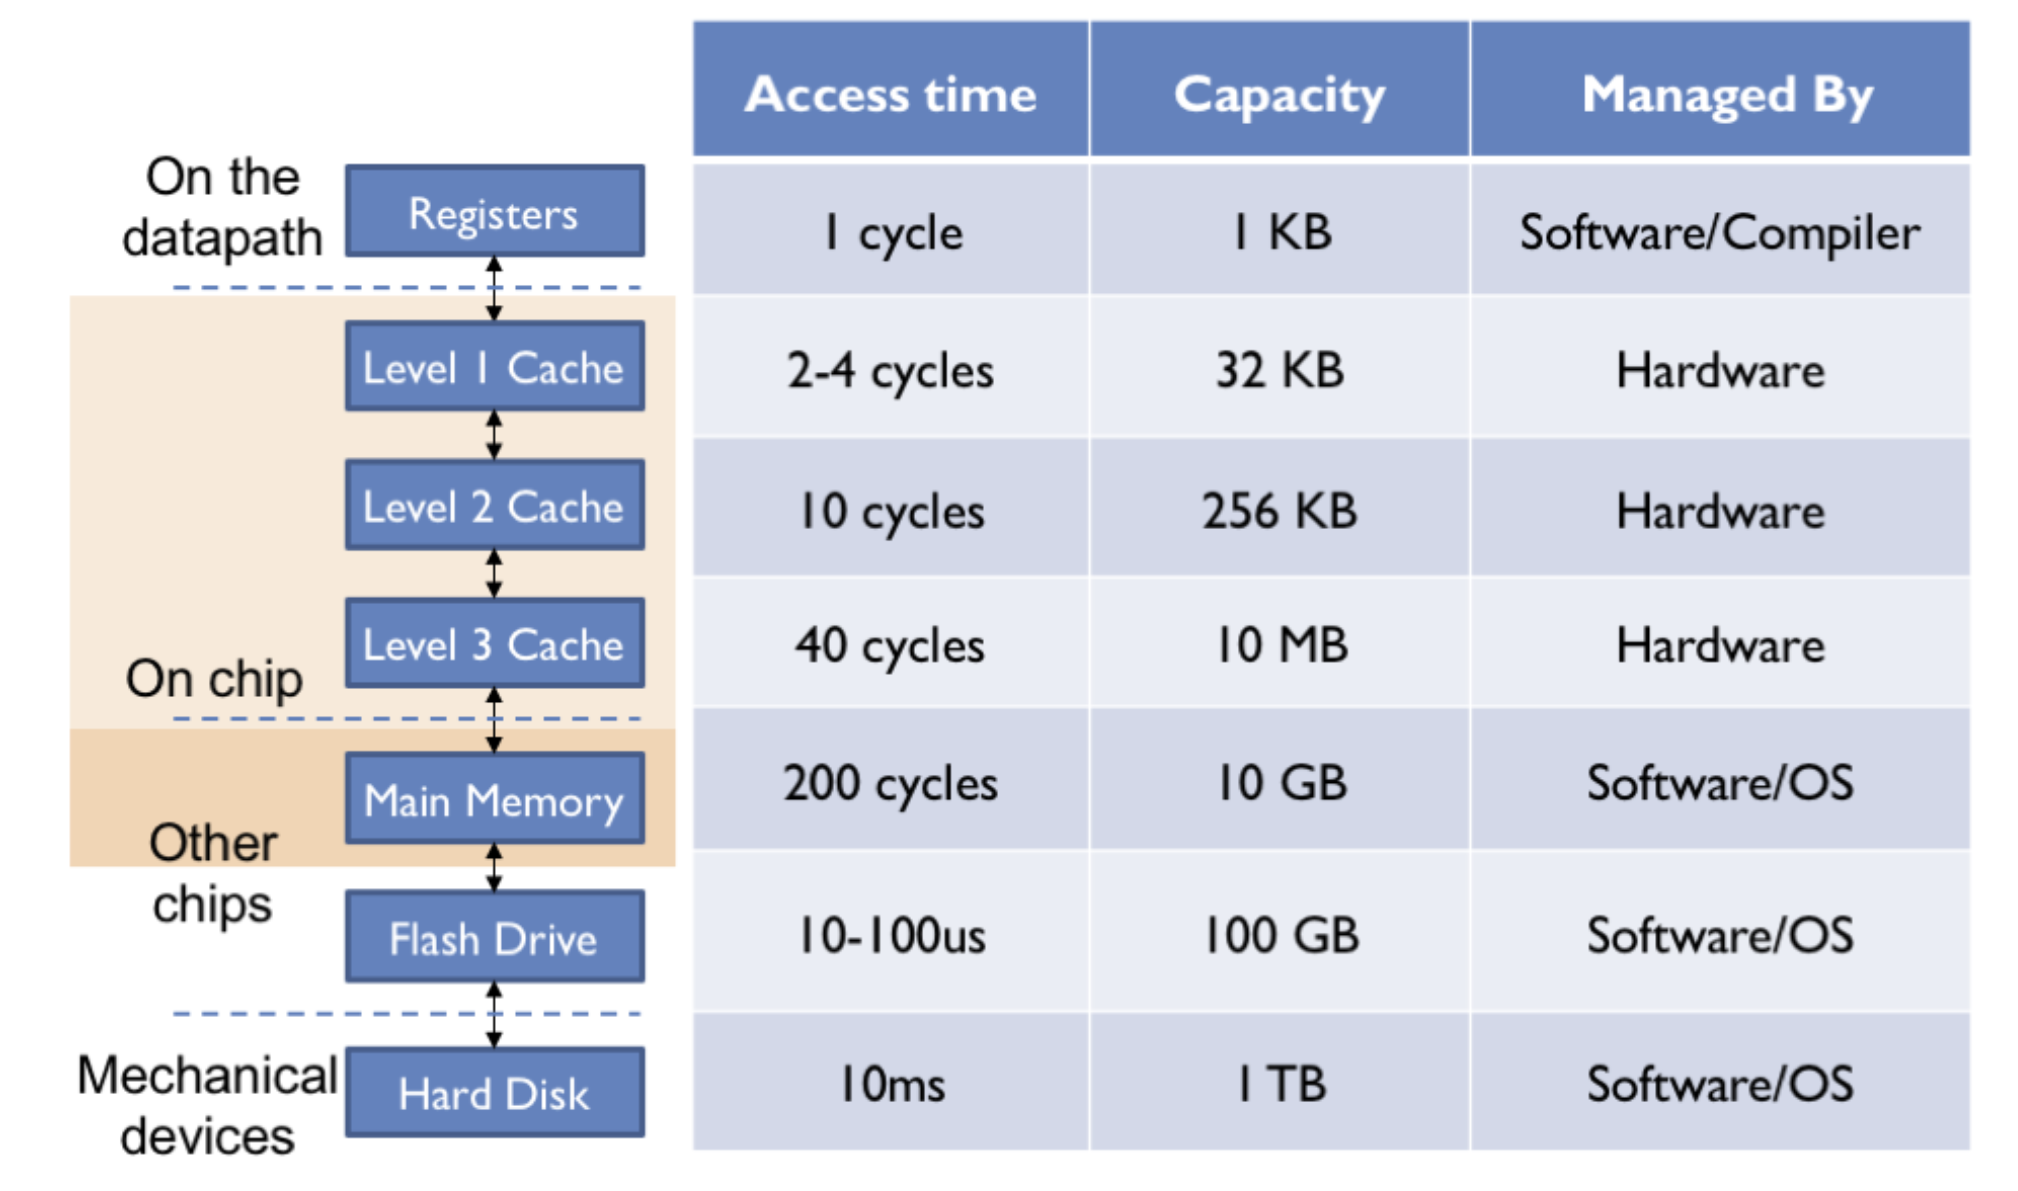 Access time Capacity Managed By
On the
datapath
Registers 1 cycle 1 KB Software/Compiler
Level 1 Cache 2-4 cycles 32 KB Hardware
Level 2 Cache 10 cycles 256 KB Hardware
Level 3 Cache 40 cycles 10 MB Hardware
On chip
Main Memory 200 cycles 10 GB Software/OS
Other
chips
Flash Drive 10-100us 100 GB Software/OS
Mechanical
devices
Hard Disk 10ms 1 TB Software/OS